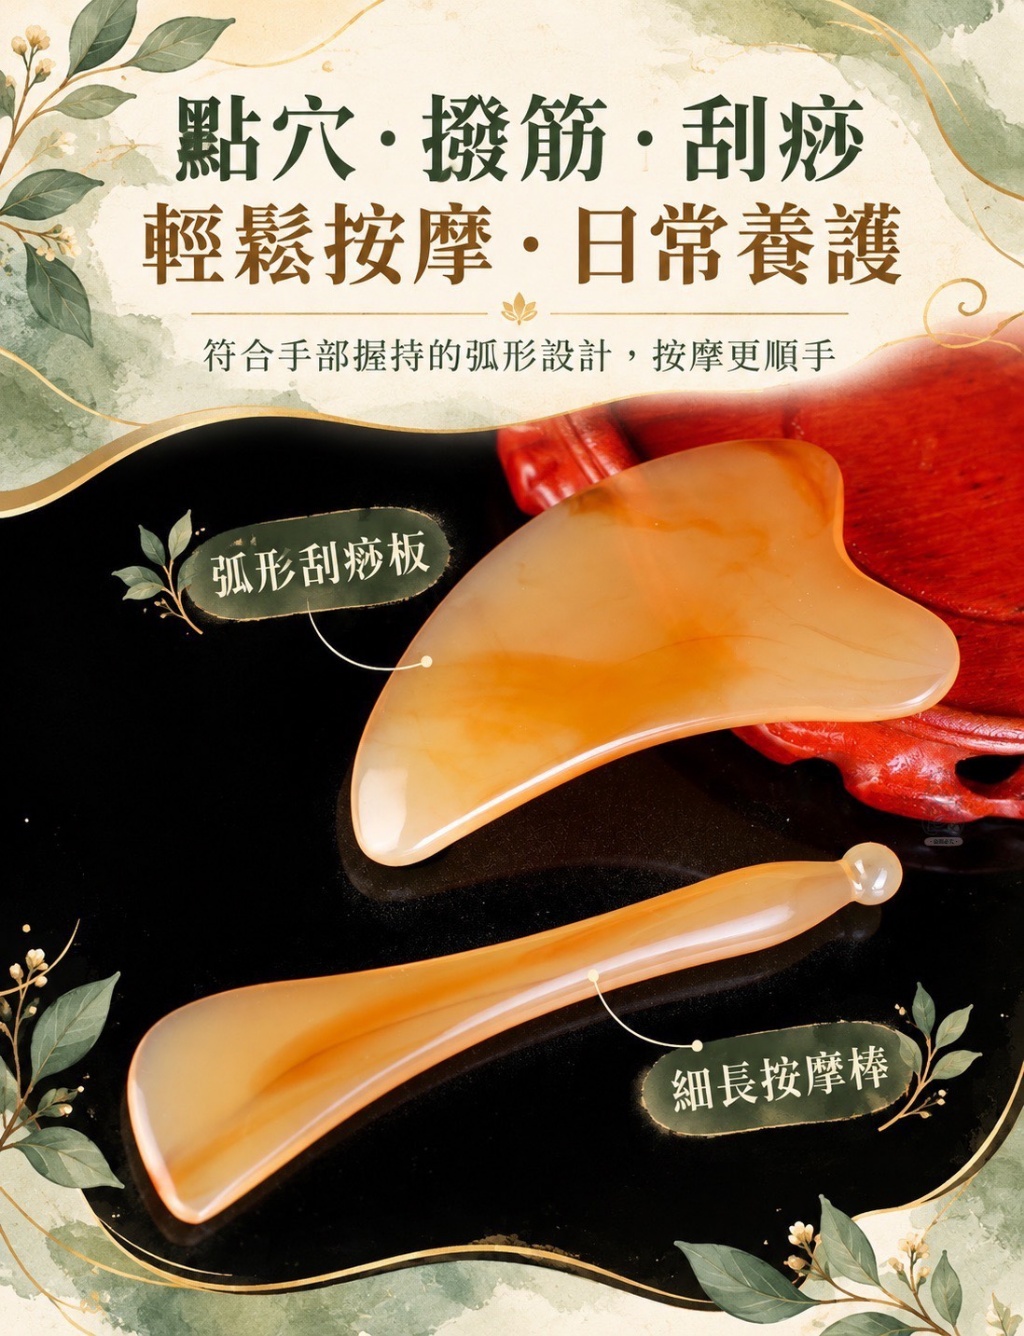 點穴·撥筋·刮痧
輕鬆按摩·日常養護
符合手部握持的弧形設計，按摩更順手
弧形刮痧板
細長按摩棒